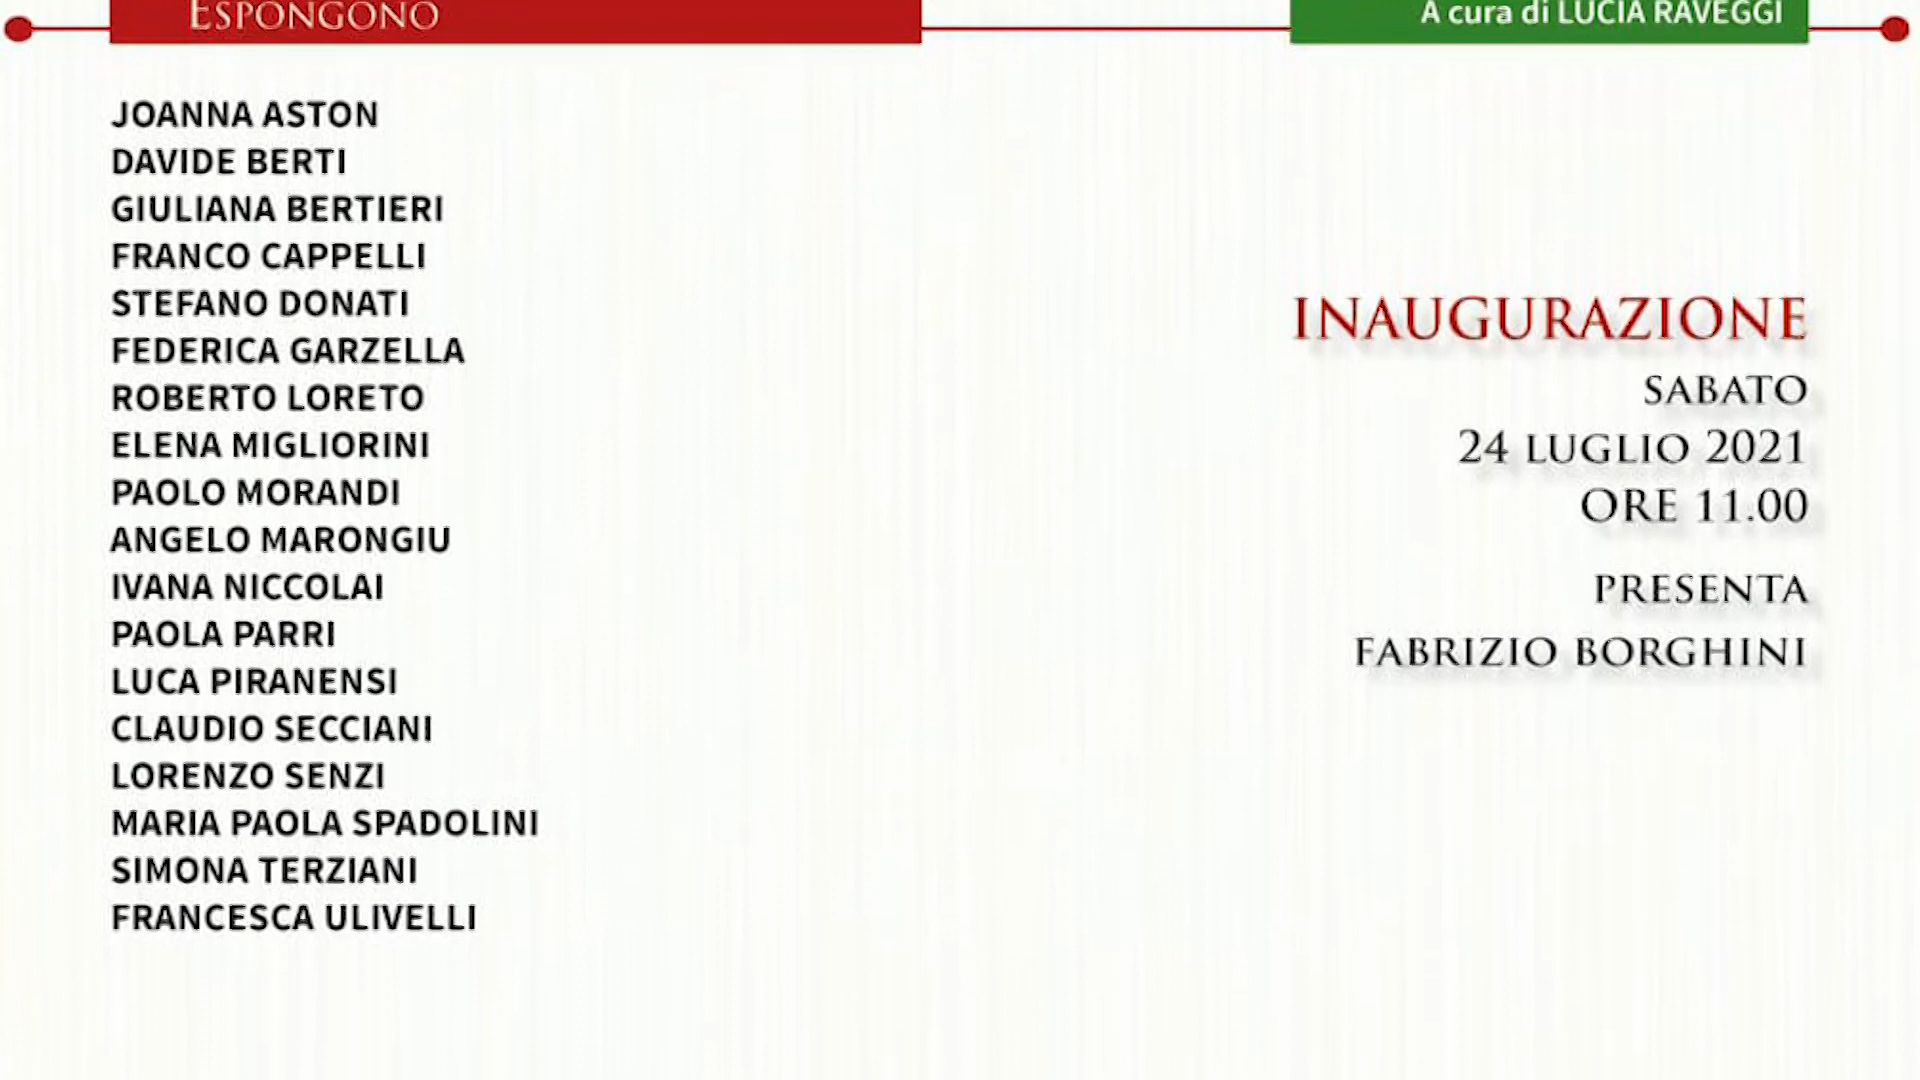 ESPONGONO
A cura di LUCIA RAVEGGI
JOANNA ASTON
DAVIDE BERTI
GIULIANA BERTIERI
FRANCO CAPPELLI
STEFANO DONATI
FEDERICA GARZELLA
ROBERTO LORETO
ELENA MIGLIORINI
PAOLO MORANDI
ANGELO MARONGIU
IVANA NICCOLAI
PAOLA PARRI
LUCA PIRANENSI
CLAUDIO SECCIANI
LORENZO SENZI
MARIA PAOLA SPADOLINI
SIMONA TERZIANI
FRANCESCA ULIVELLI
INAUGURAZIONE
SABATO
24 LUGLIO 2021
ORE 11.00
PRESENTA
FABRIZIO BORGHINI